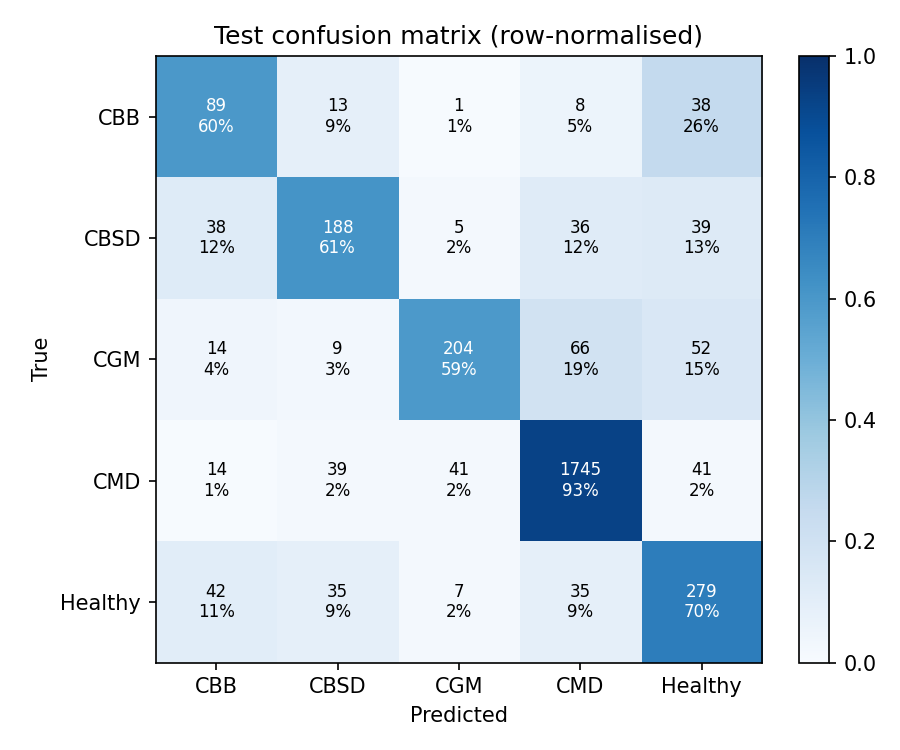 Test confusion matrix (row-normalised)
1.0
CBB
89 13 1 8 38
60% 9% 1% 5% 26%
0.8
CBSD
38 188 5 36 39
12% 61% 2% 12% 13%
0.6
True
CGM
14 9 204 66 52
4% 3% 59% 19% 15%
0.4
CMD
14 39 41 1745 41
1% 2% 2% 93% 2%
0.2
Healthy
42 35 7 35 279
11% 9% 2% 9% 70%
0.0
CBB CBSD CGM CMD Healthy
Predicted